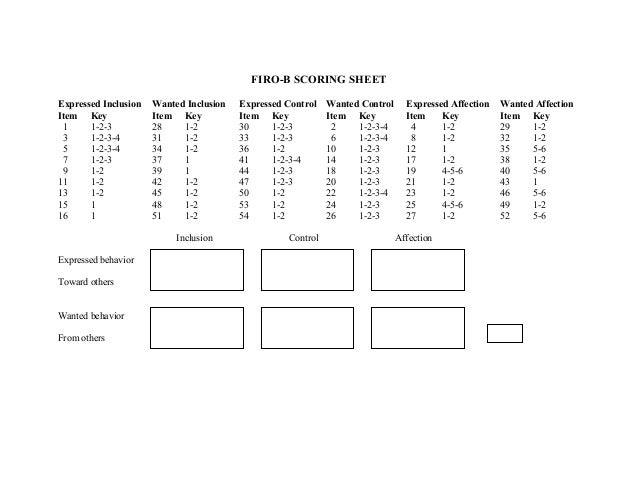 FIRO-B SCORING SHEET
Expressed Inclusion Wanted Inclusion Expressed Control Wanted Control Expressed Affection Wanted Affection
Item Key Item Key Item Key Item Key Item Key Item Key
1 1-2-3 28 1-2 30 1-2-3 2 1-2-3-4 4 1-2 29 1-2
3 1-2-3-4 31 1-2 33 1-2-3 6 1-2-3-4 8 1-2 32 1-2
5 1-2-3-4 34 1-2 36 1-2 10 1-2-3 12 1 35 5-6
7 1-2-3 37 1 41 1-2-3-4 14 1-2-3 17 1-2 38 1-2
9 1-2 39 1 44 1-2-3 18 1-2-3 19 4-5-6 40 5-6
11 1-2 42 1-2 47 1-2-3 20 1-2-3 21 1-2 43 1
13 1-2 45 1-2 50 1-2 22 1-2-3-4 23 1-2 46 5-6
15 1 48 1-2 53 1-2 24 1-2-3 25 4-5-6 49 1-2
16 1 51 1-2 54 1-2 26 1-2-3 27 1-2 52 5-6
Inclusion Control Affection
Expressed behavior
Toward others
Wanted behavior
From others